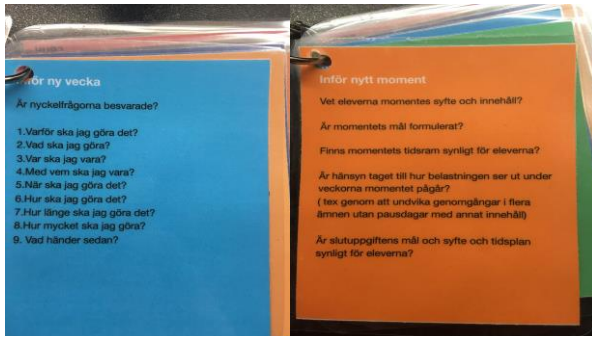 Inför ny vecka
Är nyckelfrågorna besvarade?
1.Varför ska jag göra det?
2.Vad ska jag göra?
3.Var ska jag vara?
4.Med vem ska jag vara?
5.När ska jag göra det?
6.Hur ska jag göra det?
7.Hur länge ska jag göra det?
8.Hur mycket ska jag göra?
9. Vad händer sedan?
Inför nytt moment
Vet eleverna momentes syfte och innehåll?
Är momentets mål formulerat?
Finns momentets tidsram synligt för eleverna?
Är hänsyn taget till hur belastningen ser ut under
veckorna momentet pågår?
( tex genom att undvika genomgångar i flera
ämnen utan pausdagar med annat innehåll)
Är slutuppgiftens mål och syfte och tidsplan
synligt för eleverna?